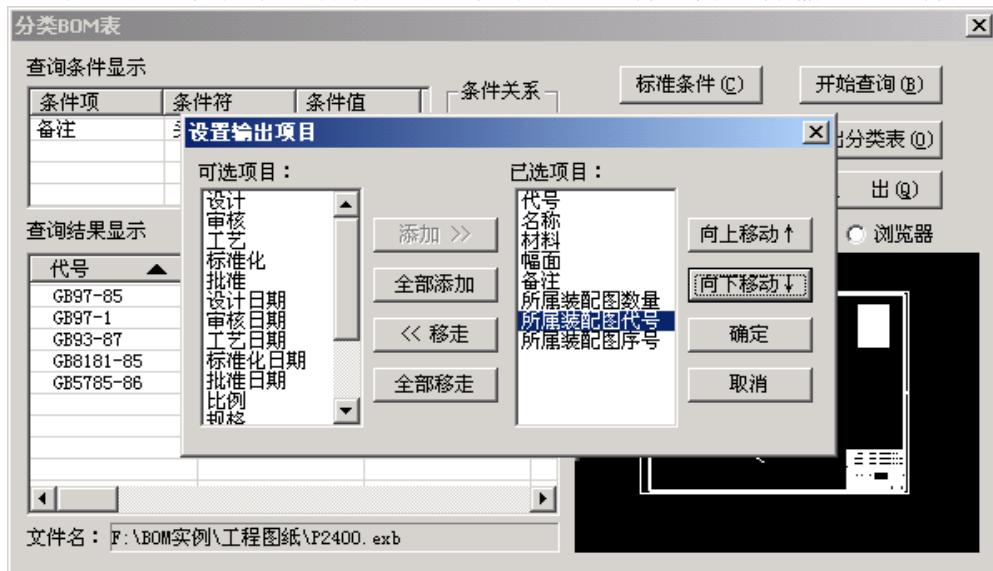 分类BOM表
查询条件显示
条件项 条件符 条件值
备注
条件关系
标准条件(C)
开始查询(B)
出分类表(O)
出(Q)
浏览器
设置输出项目
可选项目：
设计
审核
工艺
标准化
批准
设计日期
审核日期
工艺日期
标准化日期
批准日期
比例
规格
添加 >>
全部添加
<< 移走
全部移走
已选项目：
代号
名称
材料
幅面
备注
所属装配图数量
所属装配图代号
所属装配图序号
向上移动↑
向下移动↓
确定
取消
查询结果显示
代号
GB97-85
GB97-1
GB93-87
GB8181-85
GB5785-86
文件名： F:\BOM实例\工程图纸\P2400.exb